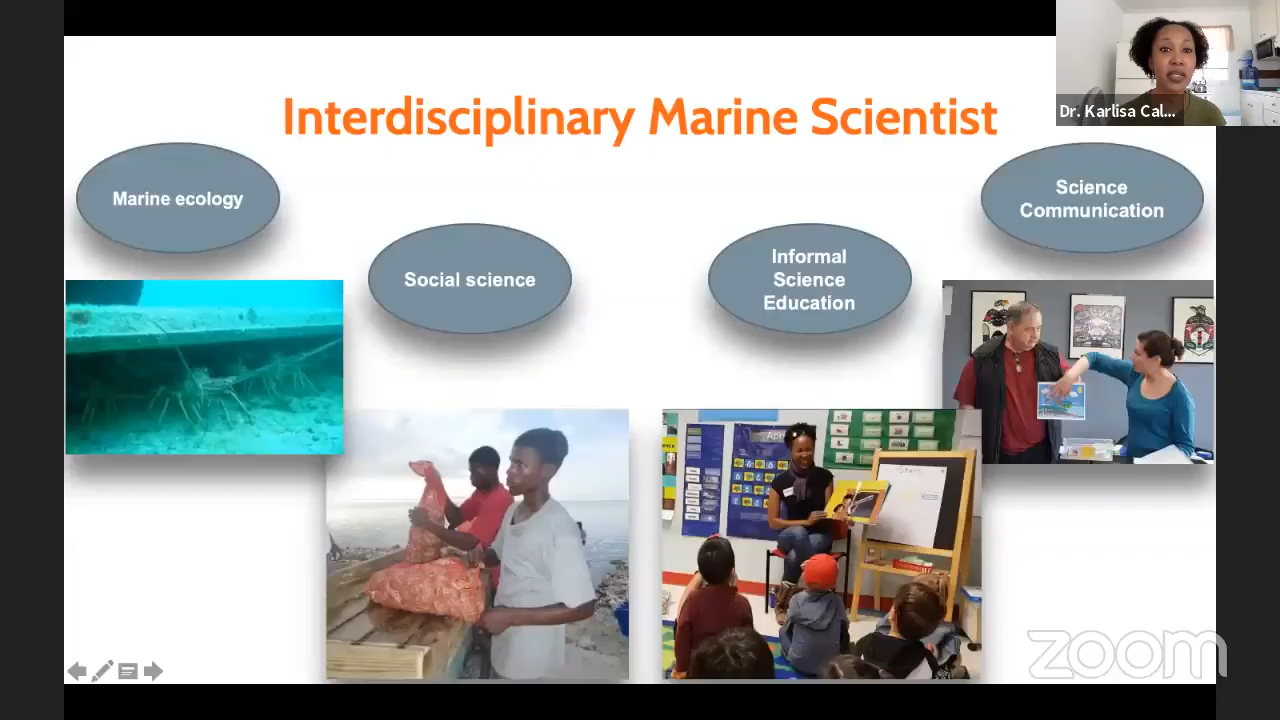 Interdisciplinary Marine Scientist
Dr. Karlisa Cal...
Marine ecology
Social science
Informal
Science
Education
Science
Communication
zoom